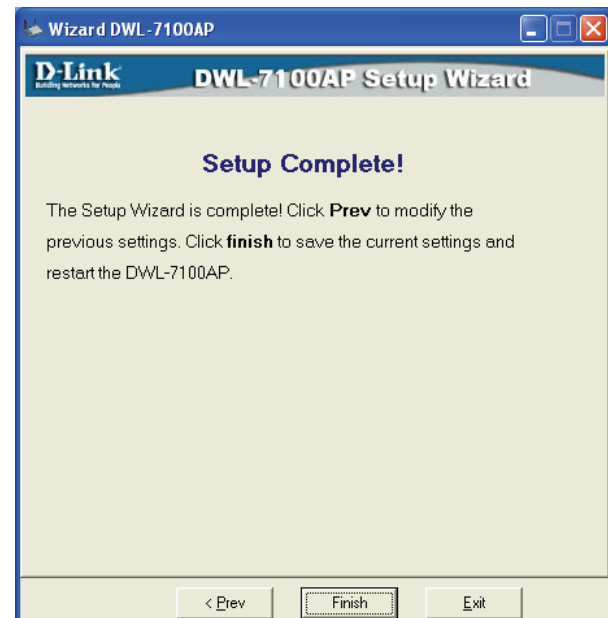 Wizard DWL-7100AP
D-Link
Building Networks for People
DWL-7100AP Setup Wizard
Setup Complete!
The Setup Wizard is complete! Click Prev to modify the
previous settings. Click finish to save the current settings and
restart the DWL-7100AP.
< Prev
Finish
Exit